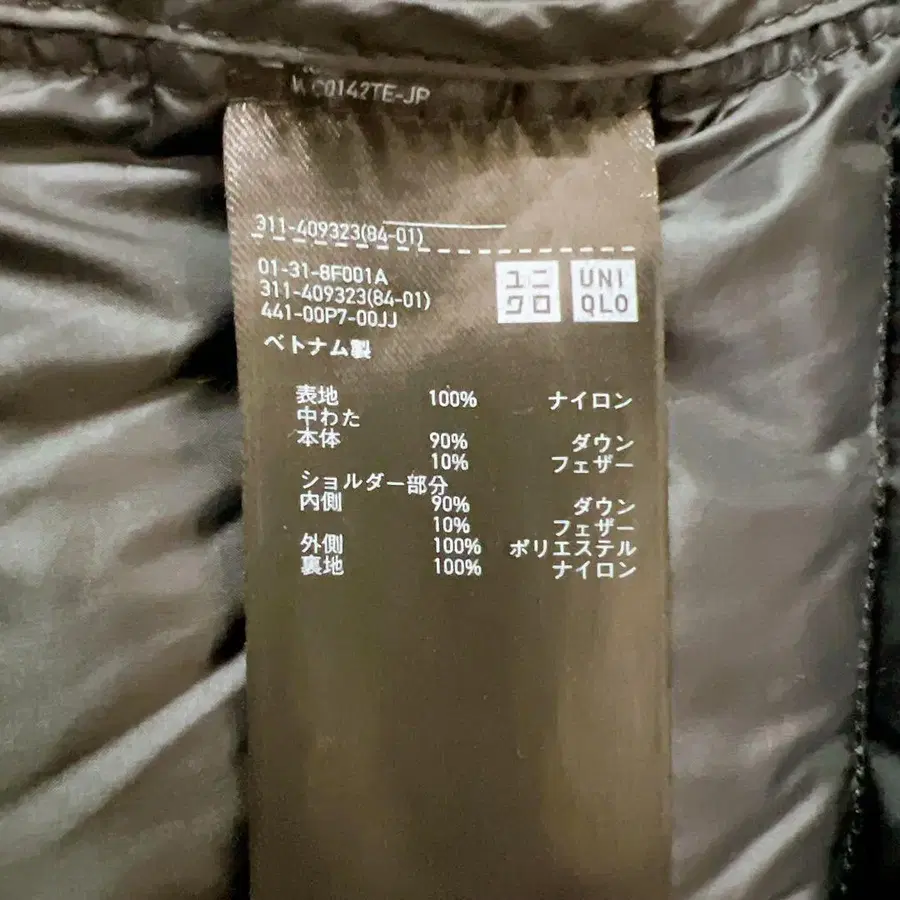 C0142TE-JP
311-409323(84-01)
01-31-8F001A
311-409323(84-01)
441-00P7-00JJ
ユニ
クロ
UNI
QLO
ベトナム製
表地 100% ナイロン
中わた
本体 90% ダウン
10% フェザー
ショルダー部分
内側 90% ダウン
10% フェザー
外側 100% ポリエステル
裏地 100% ナイロン